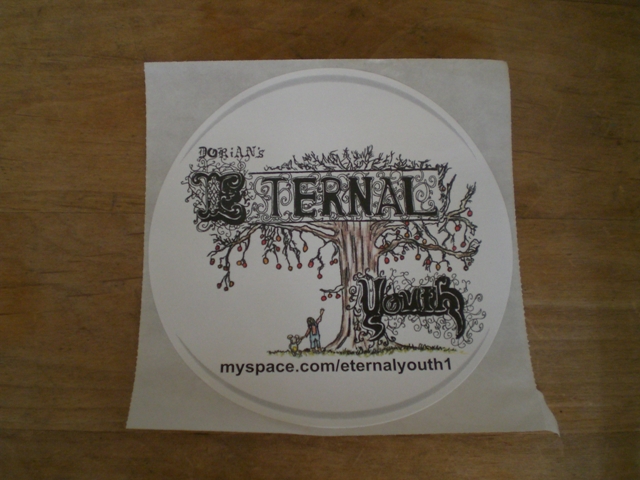 DORiAN's
ETERNAL
Youth
myspace.com/eternalyouth1